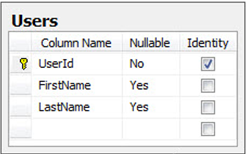 Users
Column Name Nullable Identity
UserId No
FirstName Yes
LastName Yes